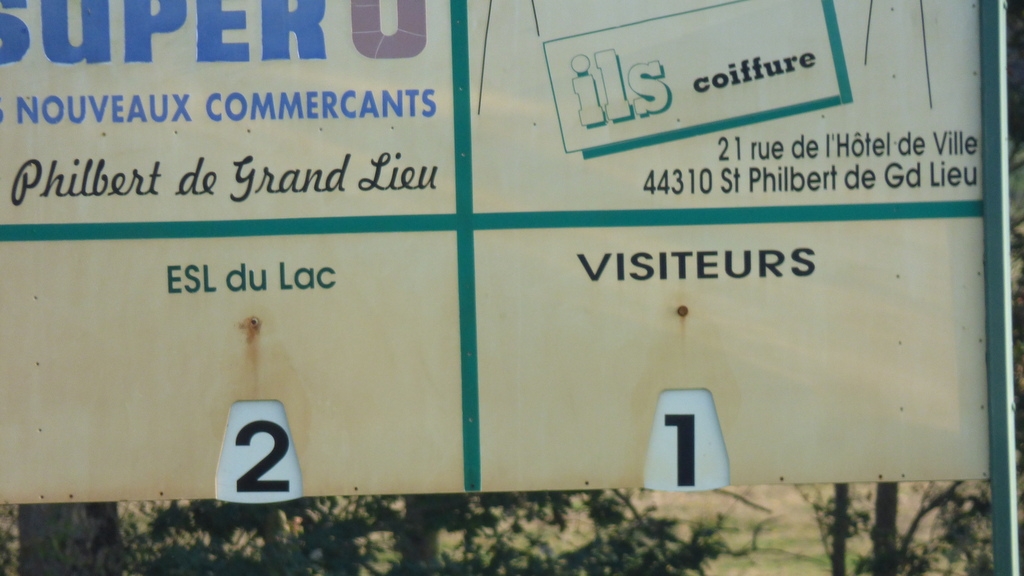 SUPER U
S NOUVEAUX COMMERCANTS
Philbert de Grand Lieu
ils coiffure
21 rue de l'Hôtel de Ville
44310 St Philbert de Gd Lieu
ESL du Lac
2
VISITEURS
1